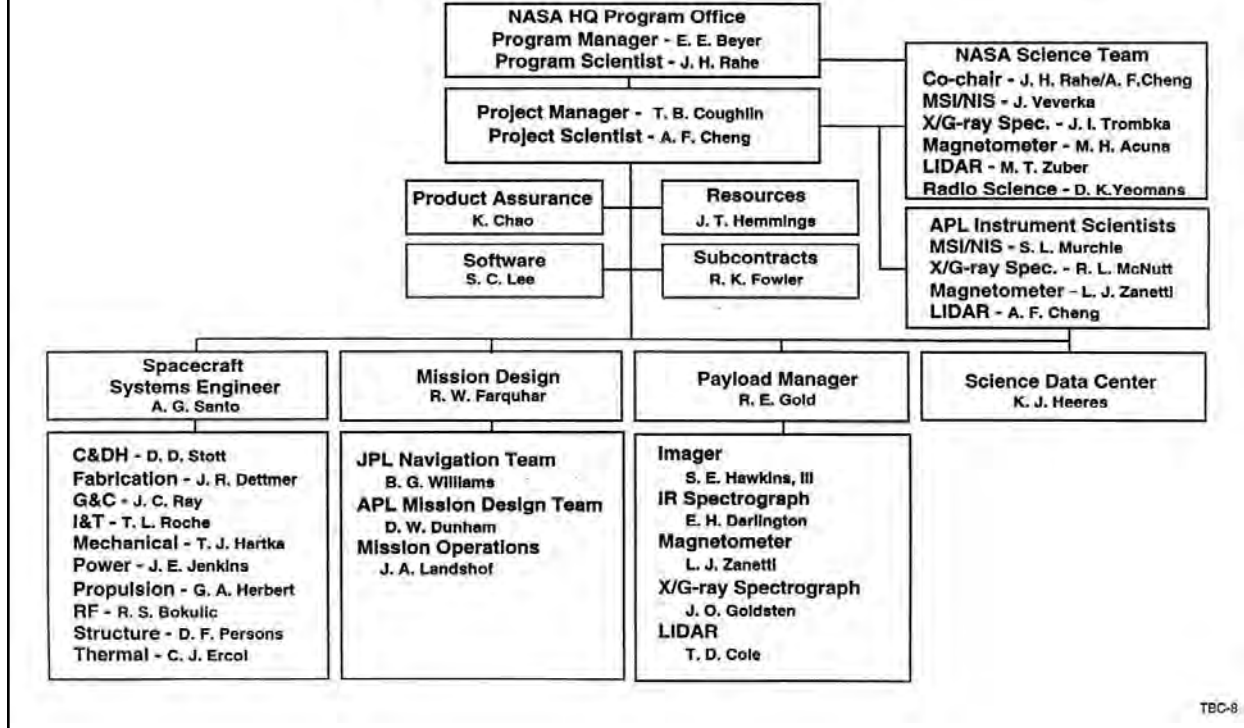 NASA HQ Program Office
Program Manager - E. E. Beyer
Program Scientist - J. H. Rahe
NASA Science Team
Co-chair - J. H. Rahe/A. F.Cheng
MSI/NIS - J. Veverka
X/G-ray Spec. - J. I. Trombka
Magnetometer - M. H. Acuna
LIDAR - M. T. Zuber
Radio Science - D. K.Yeomans
Project Manager - T. B. Coughlin
Project Scientist - A. F. Cheng
Product Assurance
K. Chao
Resources
J. T. Hemmings
Software
S. C. Lee
Subcontracts
R. K. Fowler
APL Instrument Scientists
MSI/NIS - S. L. Murchie
X/G-ray Spec. - R. L. McNutt
Magnetometer - L. J. Zanetti
LIDAR - A. F. Cheng
Spacecraft
Systems Engineer
A. G. Santo
Mission Design
R. W. Farquhar
Payload Manager
R. E. Gold
Science Data Center
K. J. Heeres
C&DH - D. D. Stott
Fabrication - J. R. Dettmer
G&C - J. C. Ray
I&T - T. L. Roche
Mechanical - T. J. Hartka
Power - J. E. Jenkins
Propulsion - G. A. Herbert
RF - R. S. Bokulic
Structure - D. F. Persons
Thermal - C. J. Ercol
JPL Navigation Team
B. G. Williams
APL Mission Design Team
D. W. Dunham
Mission Operations
J. A. Landshof
Imager
S. E. Hawkins, III
IR Spectrograph
E. H. Darlington
Magnetometer
L. J. Zanetti
X/G-ray Spectrograph
J. O. Goldsten
LIDAR
T. D. Cole
TBC-8